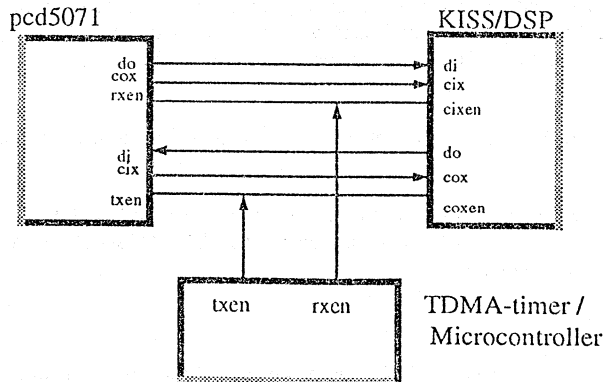 pcd5071
KISS/DSP
do
cox
rxen
di
cix
txen
di
cix
cixen
do
cox
coxen
txen rxen
TDMA-timer /
Microcontroller